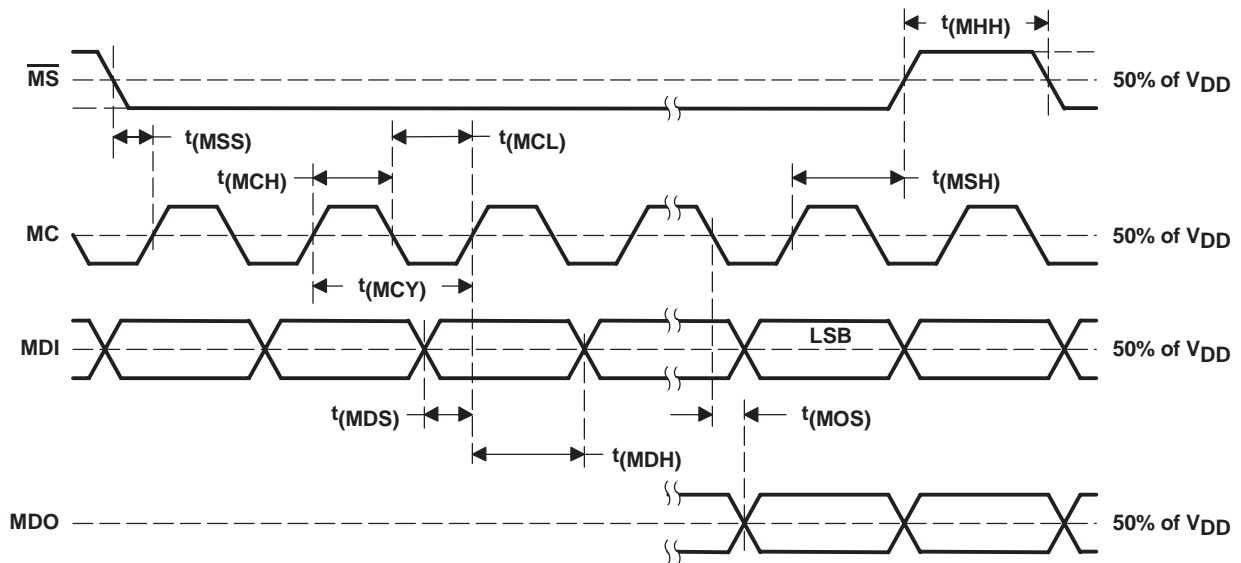 t(MHH)
MS
50% of VDD
t(MSS)
t(MCL)
t(MCH)
t(MSH)
MC
50% of VDD
t(MCY)
MDI
LSB
50% of VDD
t(MDS)
t(MOS)
t(MDH)
MDO
50% of VDD